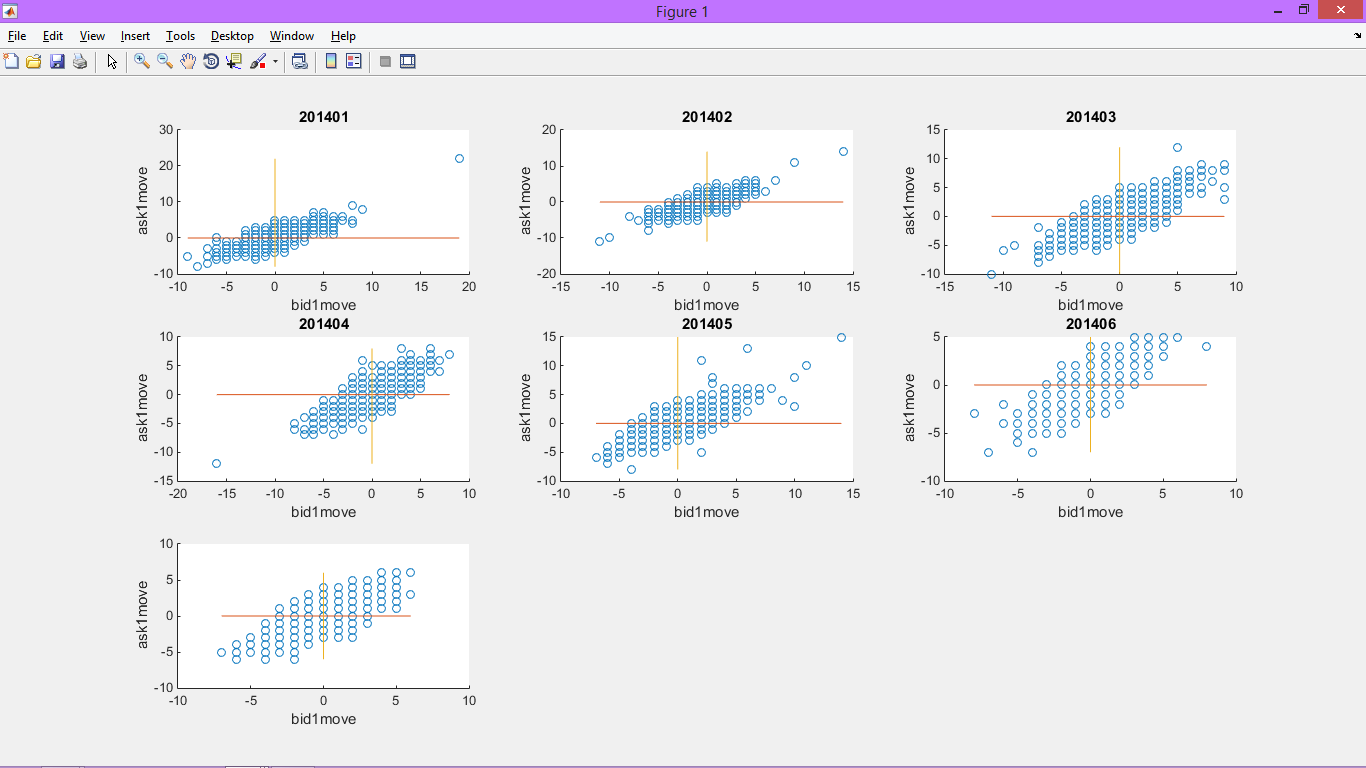 Figure 1
File Edit View Insert Tools Desktop Window Help
201401
30
20
10
0
-10
-10 -5 0 5 10 15 20
ask1move
bid1move
201402
20
10
0
-10
-20
-15 -10 -5 0 5 10 15
ask1move
bid1move
201403
15
10
5
0
-5
-10
-15 -10 -5 0 5 10
ask1move
bid1move
201404
10
5
0
-5
-10
-15
-20 -15 -10 -5 0 5 10
ask1move
bid1move
201405
15
10
5
0
-5
-10
-10 -5 0 5 10 15
ask1move
bid1move
201406
5
0
-5
-10
-10 -5 0 5 10
ask1move
bid1move
10
5
0
-5
-10
-10 -5 0 5 10
ask1move
bid1move